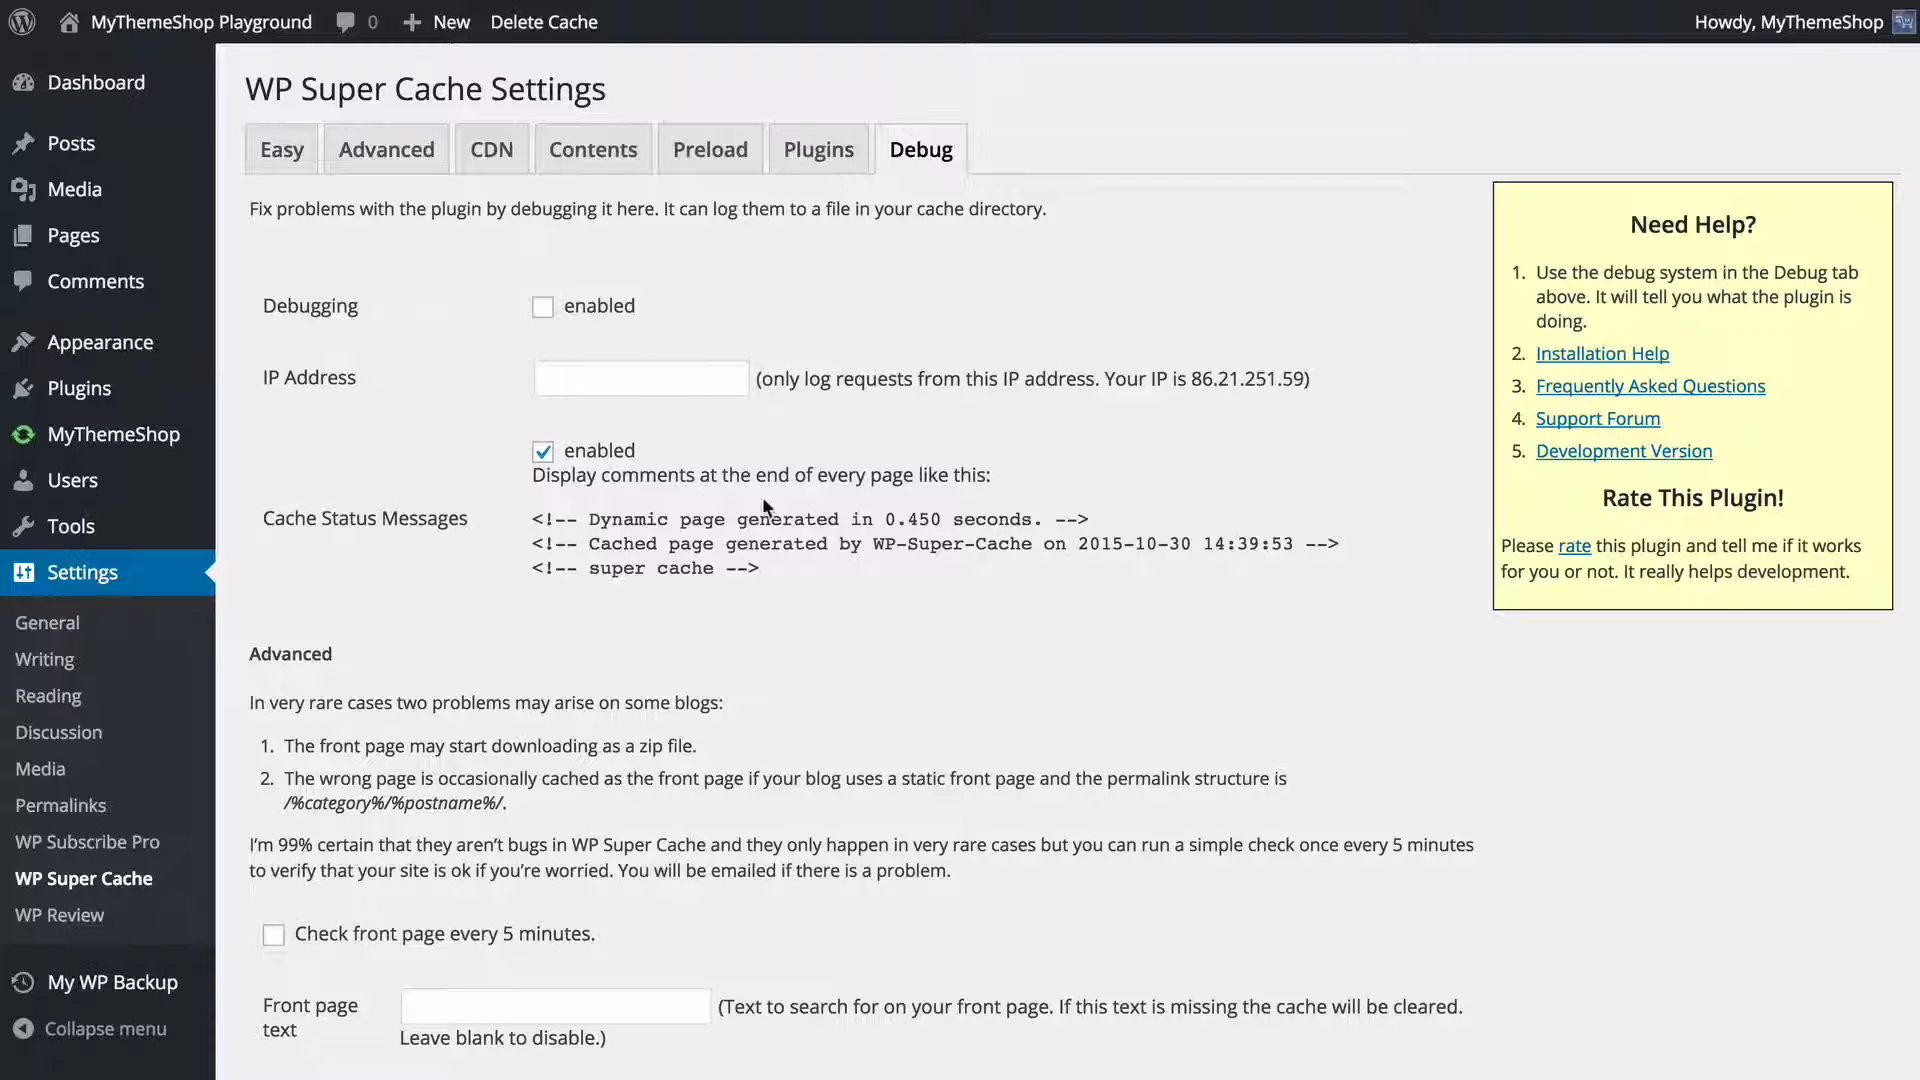 MyThemeShop Playground 0 New Delete Cache Howdy, MyThemeShop
Dashboard
Posts
Media
Pages
Comments
Appearance
Plugins
MyThemeShop
Users
Tools
Settings
General
Writing
Reading
Discussion
Media
Permalinks
WP Subscribe Pro
WP Super Cache
WP Review
My WP Backup
Collapse menu
WP Super Cache Settings
Easy Advanced CDN Contents Preload Plugins Debug
Fix problems with the plugin by debugging it here. It can log them to a file in your cache directory.
Debugging enabled
IP Address (only log requests from this IP address. Your IP is 86.21.251.59)
enabled
Display comments at the end of every page like this:
Cache Status Messages <!-- Dynamic page generated in 0.450 seconds. -->
<!-- Cached page generated by WP-Super-Cache on 2015-10-30 14:39:53 -->
<!-- super cache -->
Advanced
In very rare cases two problems may arise on some blogs:
1. The front page may start downloading as a zip file.
2. The wrong page is occasionally cached as the front page if your blog uses a static front page and the permalink structure is
/%category%/%postname%/.
I'm 99% certain that they aren't bugs in WP Super Cache and they only happen in very rare cases but you can run a simple check once every 5 minutes
to verify that your site is ok if you're worried. You will be emailed if there is a problem.
Check front page every 5 minutes.
Front page
text
(Text to search for on your front page. If this text is missing the cache will be cleared.
Leave blank to disable.)
Need Help?
1. Use the debug system in the Debug tab
above. It will tell you what the plugin is
doing.
2. Installation Help
3. Frequently Asked Questions
4. Support Forum
5. Development Version
Rate This Plugin!
Please rate this plugin and tell me if it works
for you or not. It really helps development.